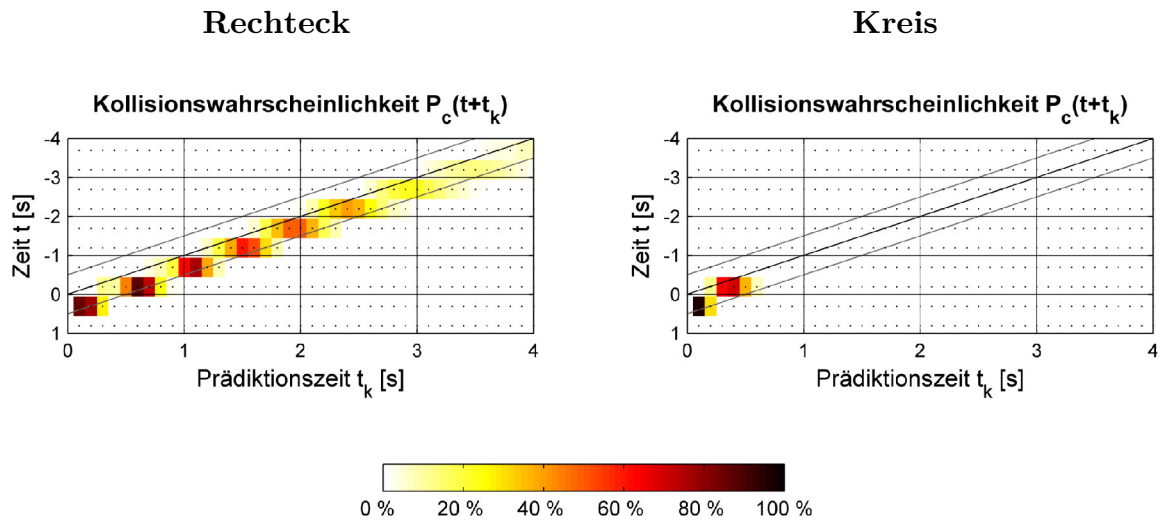 Rechteck
Kreis
Kollisionswahrscheinlichkeit P_c(t+t_k)
Kollisionswahrscheinlichkeit P_c(t+t_k)
-4
-3
-2
-1
0
1
Zeit t [s]
0 1 2 3 4
Prädiktionszeit t_k [s]
-4
-3
-2
-1
0
1
Zeit t [s]
0 1 2 3 4
Prädiktionszeit t_k [s]
0 % 20 % 40 % 60 % 80 % 100 %